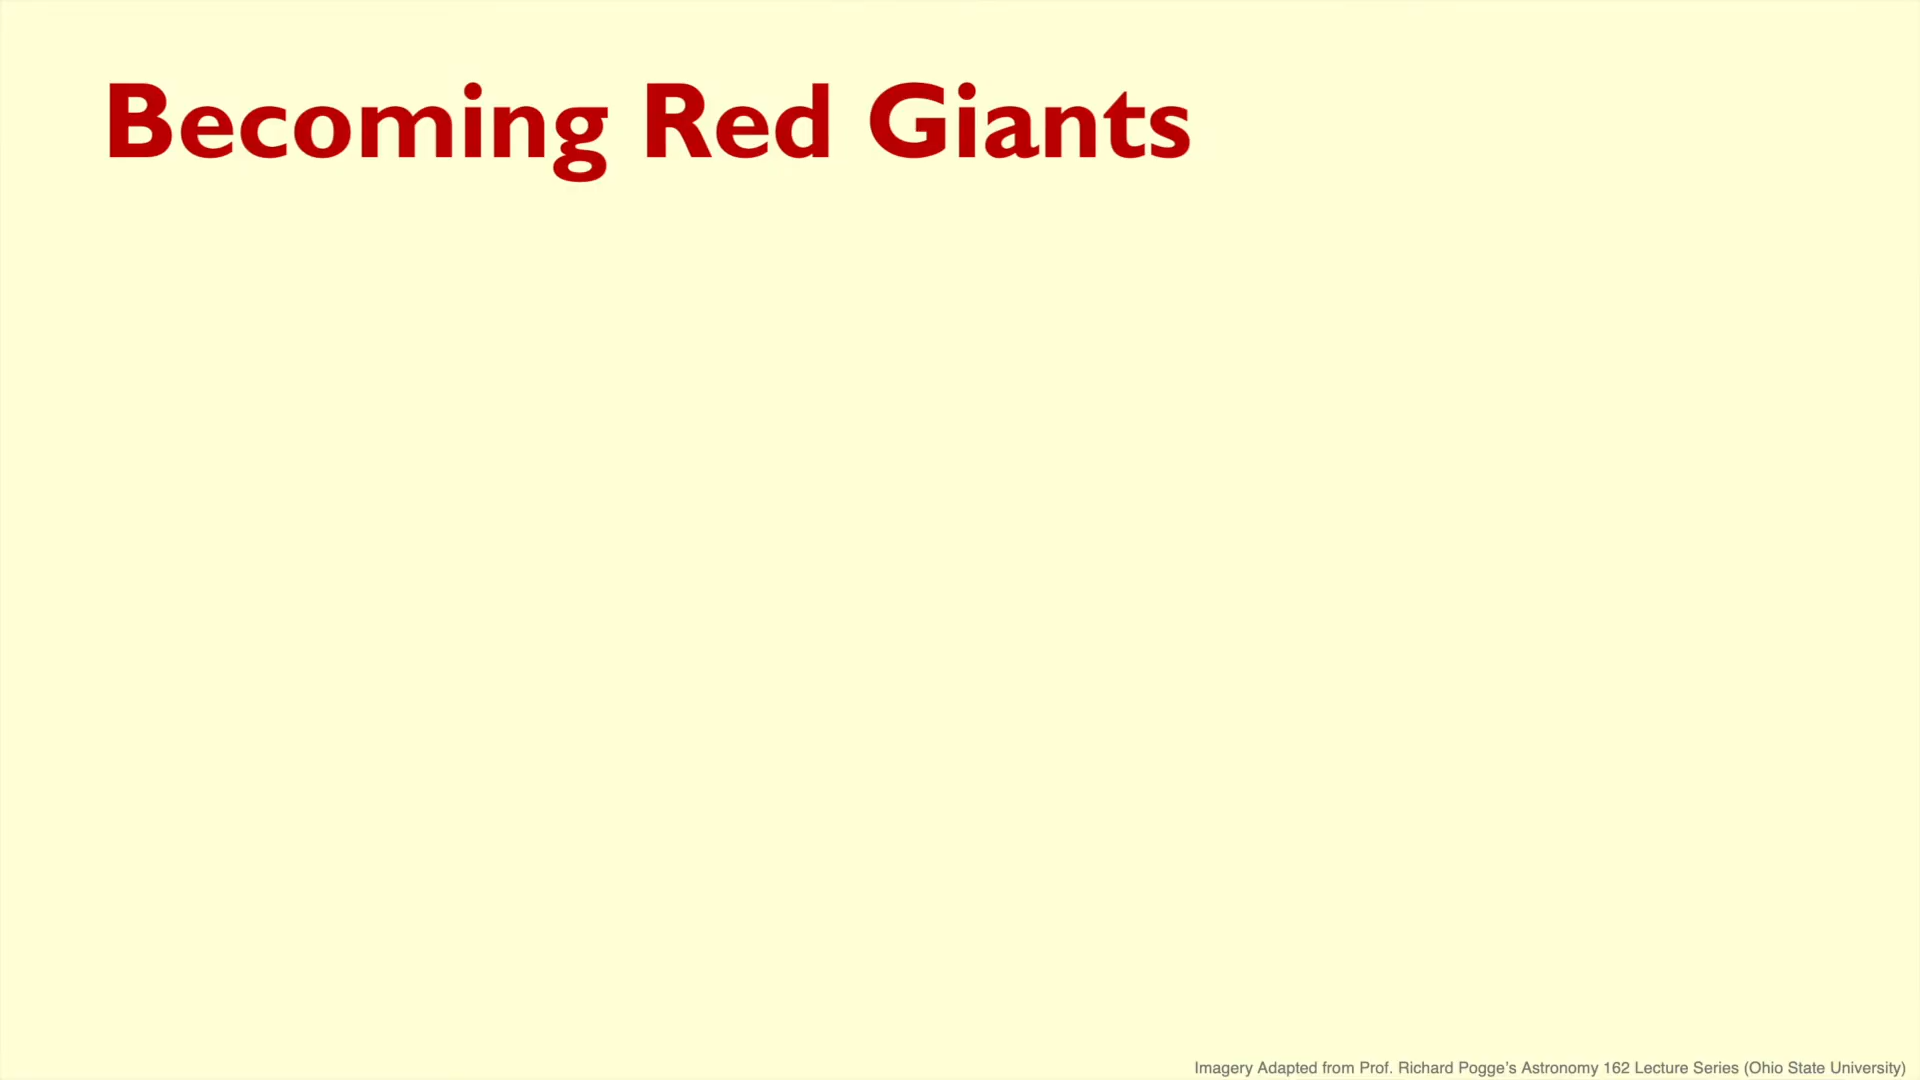 Becoming Red Giants
Imagery Adapted from Prof. Richard Pogge’s Astronomy 162 Lecture Series (Ohio State University)